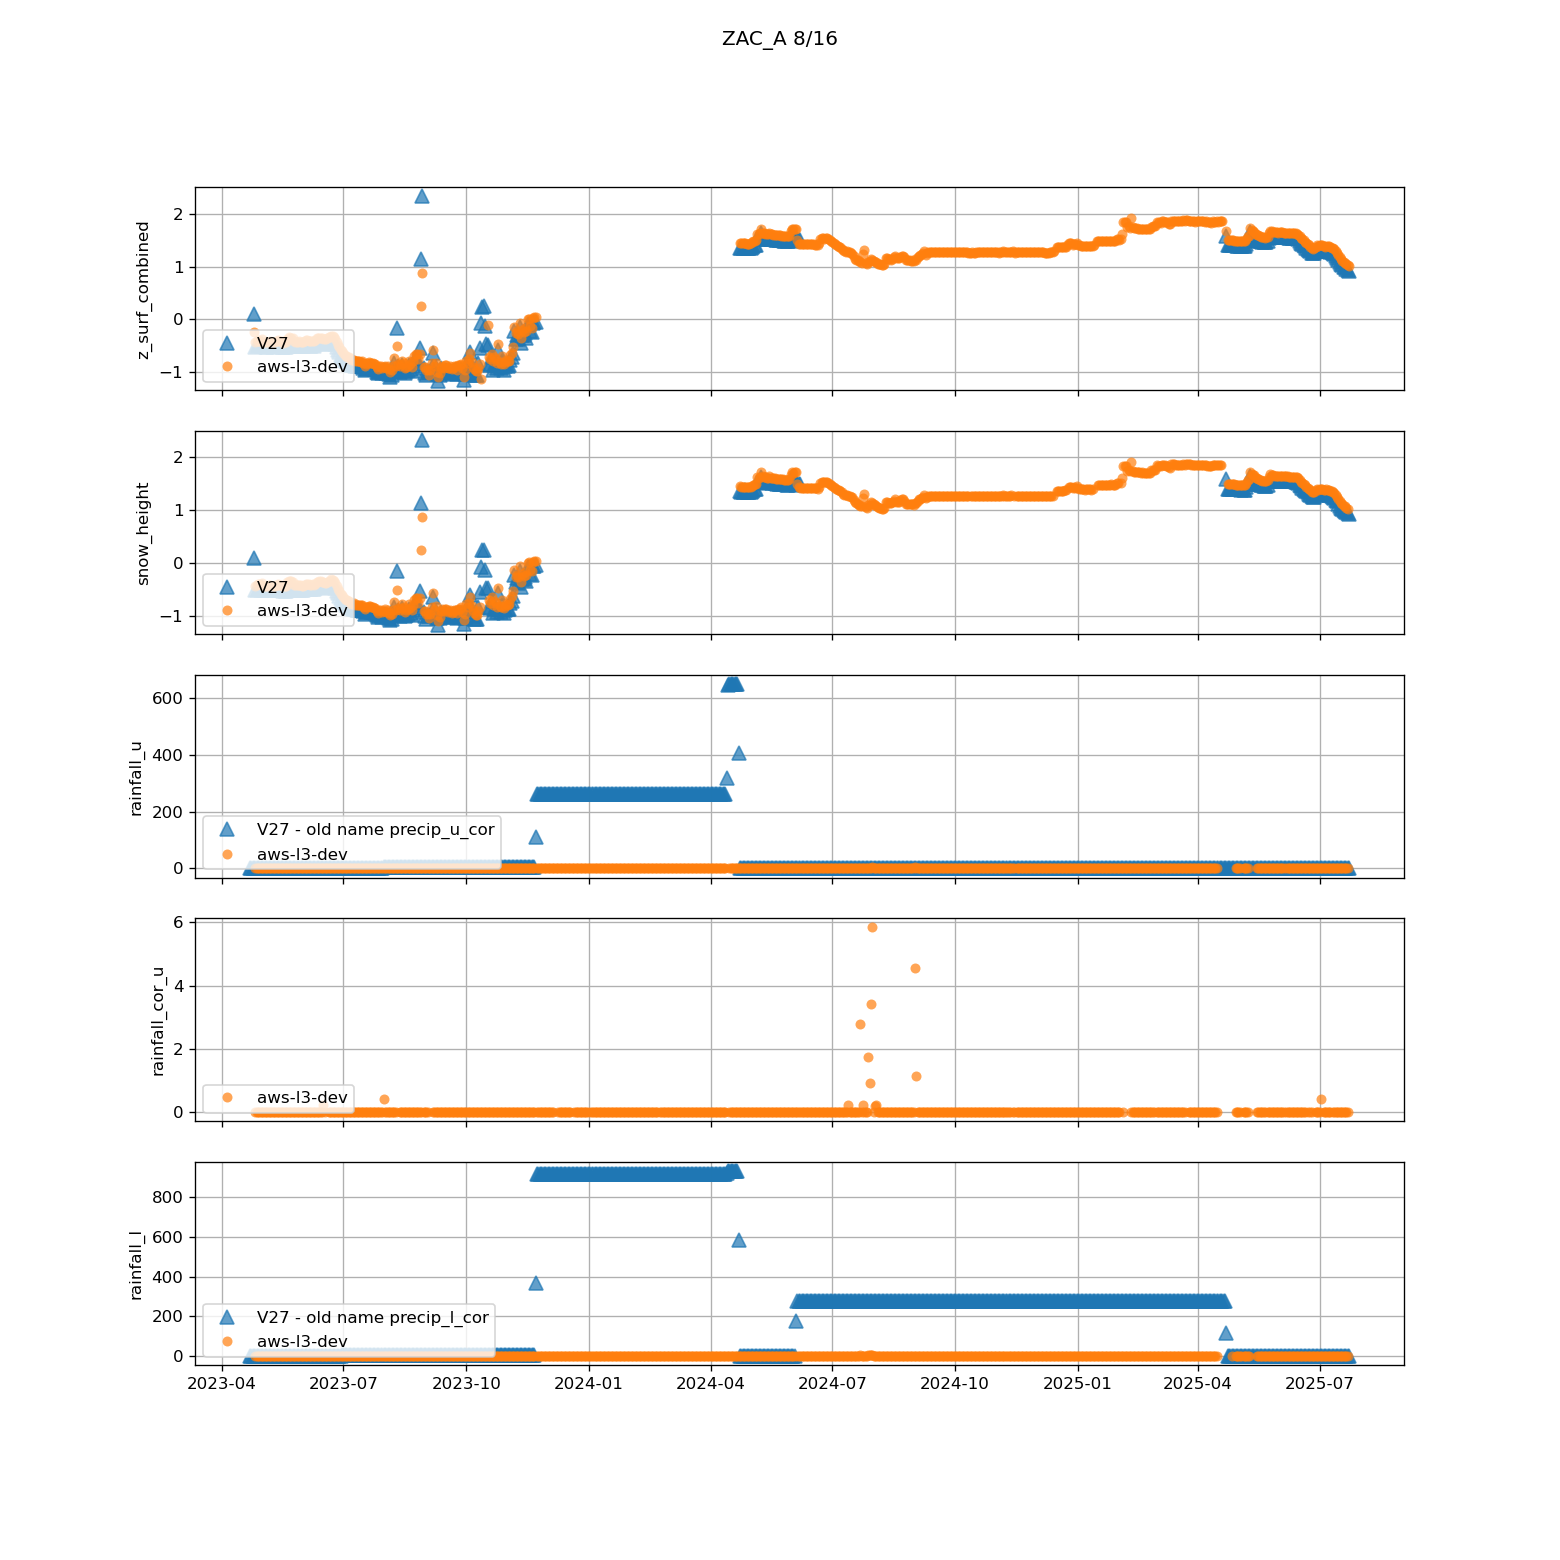 ZAC_A 8/16
z_surf_combined
2
1
0
−1
V27
aws-l3-dev
snow_height
2
1
0
−1
V27
aws-l3-dev
rainfall_u
600
400
200
0
V27 - old name precip_u_cor
aws-l3-dev
rainfall_cor_u
6
4
2
0
aws-l3-dev
rainfall_l
800
600
400
200
0
V27 - old name precip_l_cor
aws-l3-dev
2023-04 2023-07 2023-10 2024-01 2024-04 2024-07 2024-10 2025-01 2025-04 2025-07